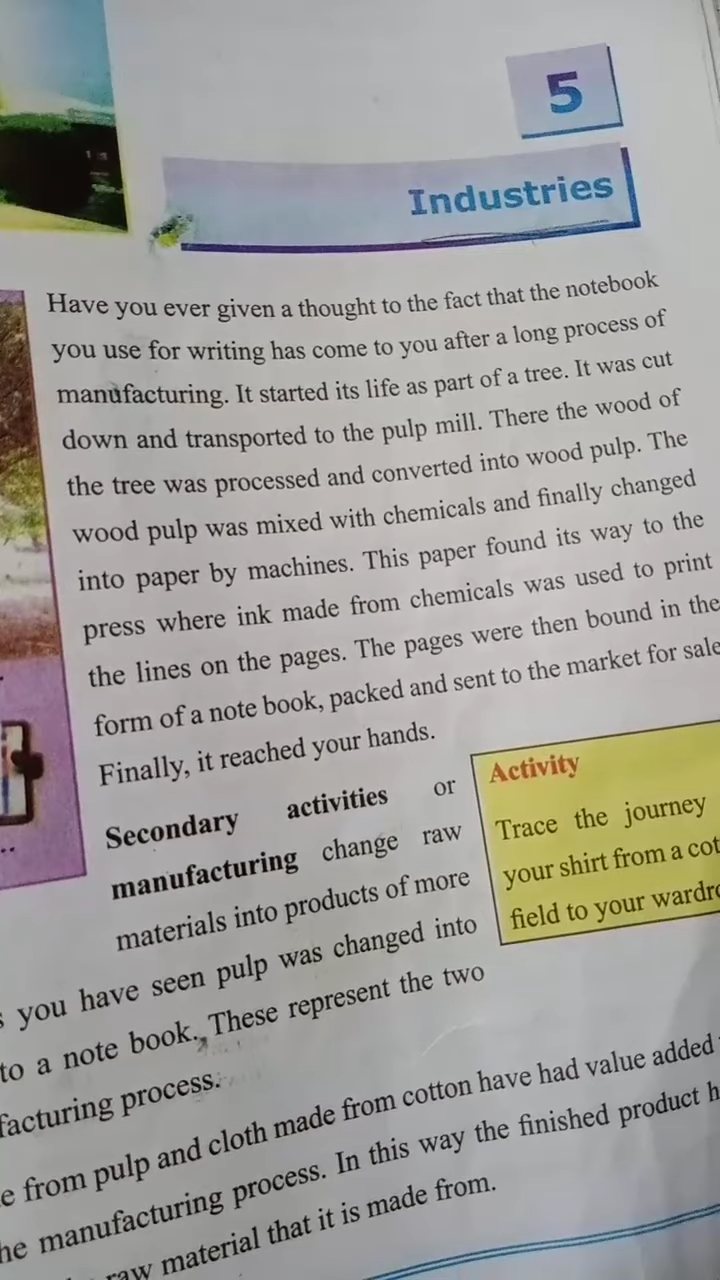 5
Industries
Have you ever given a thought to the fact that the notebook
you use for writing has come to you after a long process of
manufacturing. It started its life as part of a tree. It was cut
down and transported to the pulp mill. There the wood of
the tree was processed and converted into wood pulp. The
wood pulp was mixed with chemicals and finally changed
into paper by machines. This paper found its way to the
press where ink made from chemicals was used to print
the lines on the pages. The pages were then bound in the
form of a note book, packed and sent to the market for sale
Finally, it reached your hands.
Secondary activities or
manufacturing change raw
materials into products of more
you have seen pulp was changed into
to a note book. These represent the two
facturing process.
Activity
Trace the journey
your shirt from a
field to your
e from pulp and cloth made from cotton have had value added
he manufacturing process. In this way the finished product
raw material that it is made from.